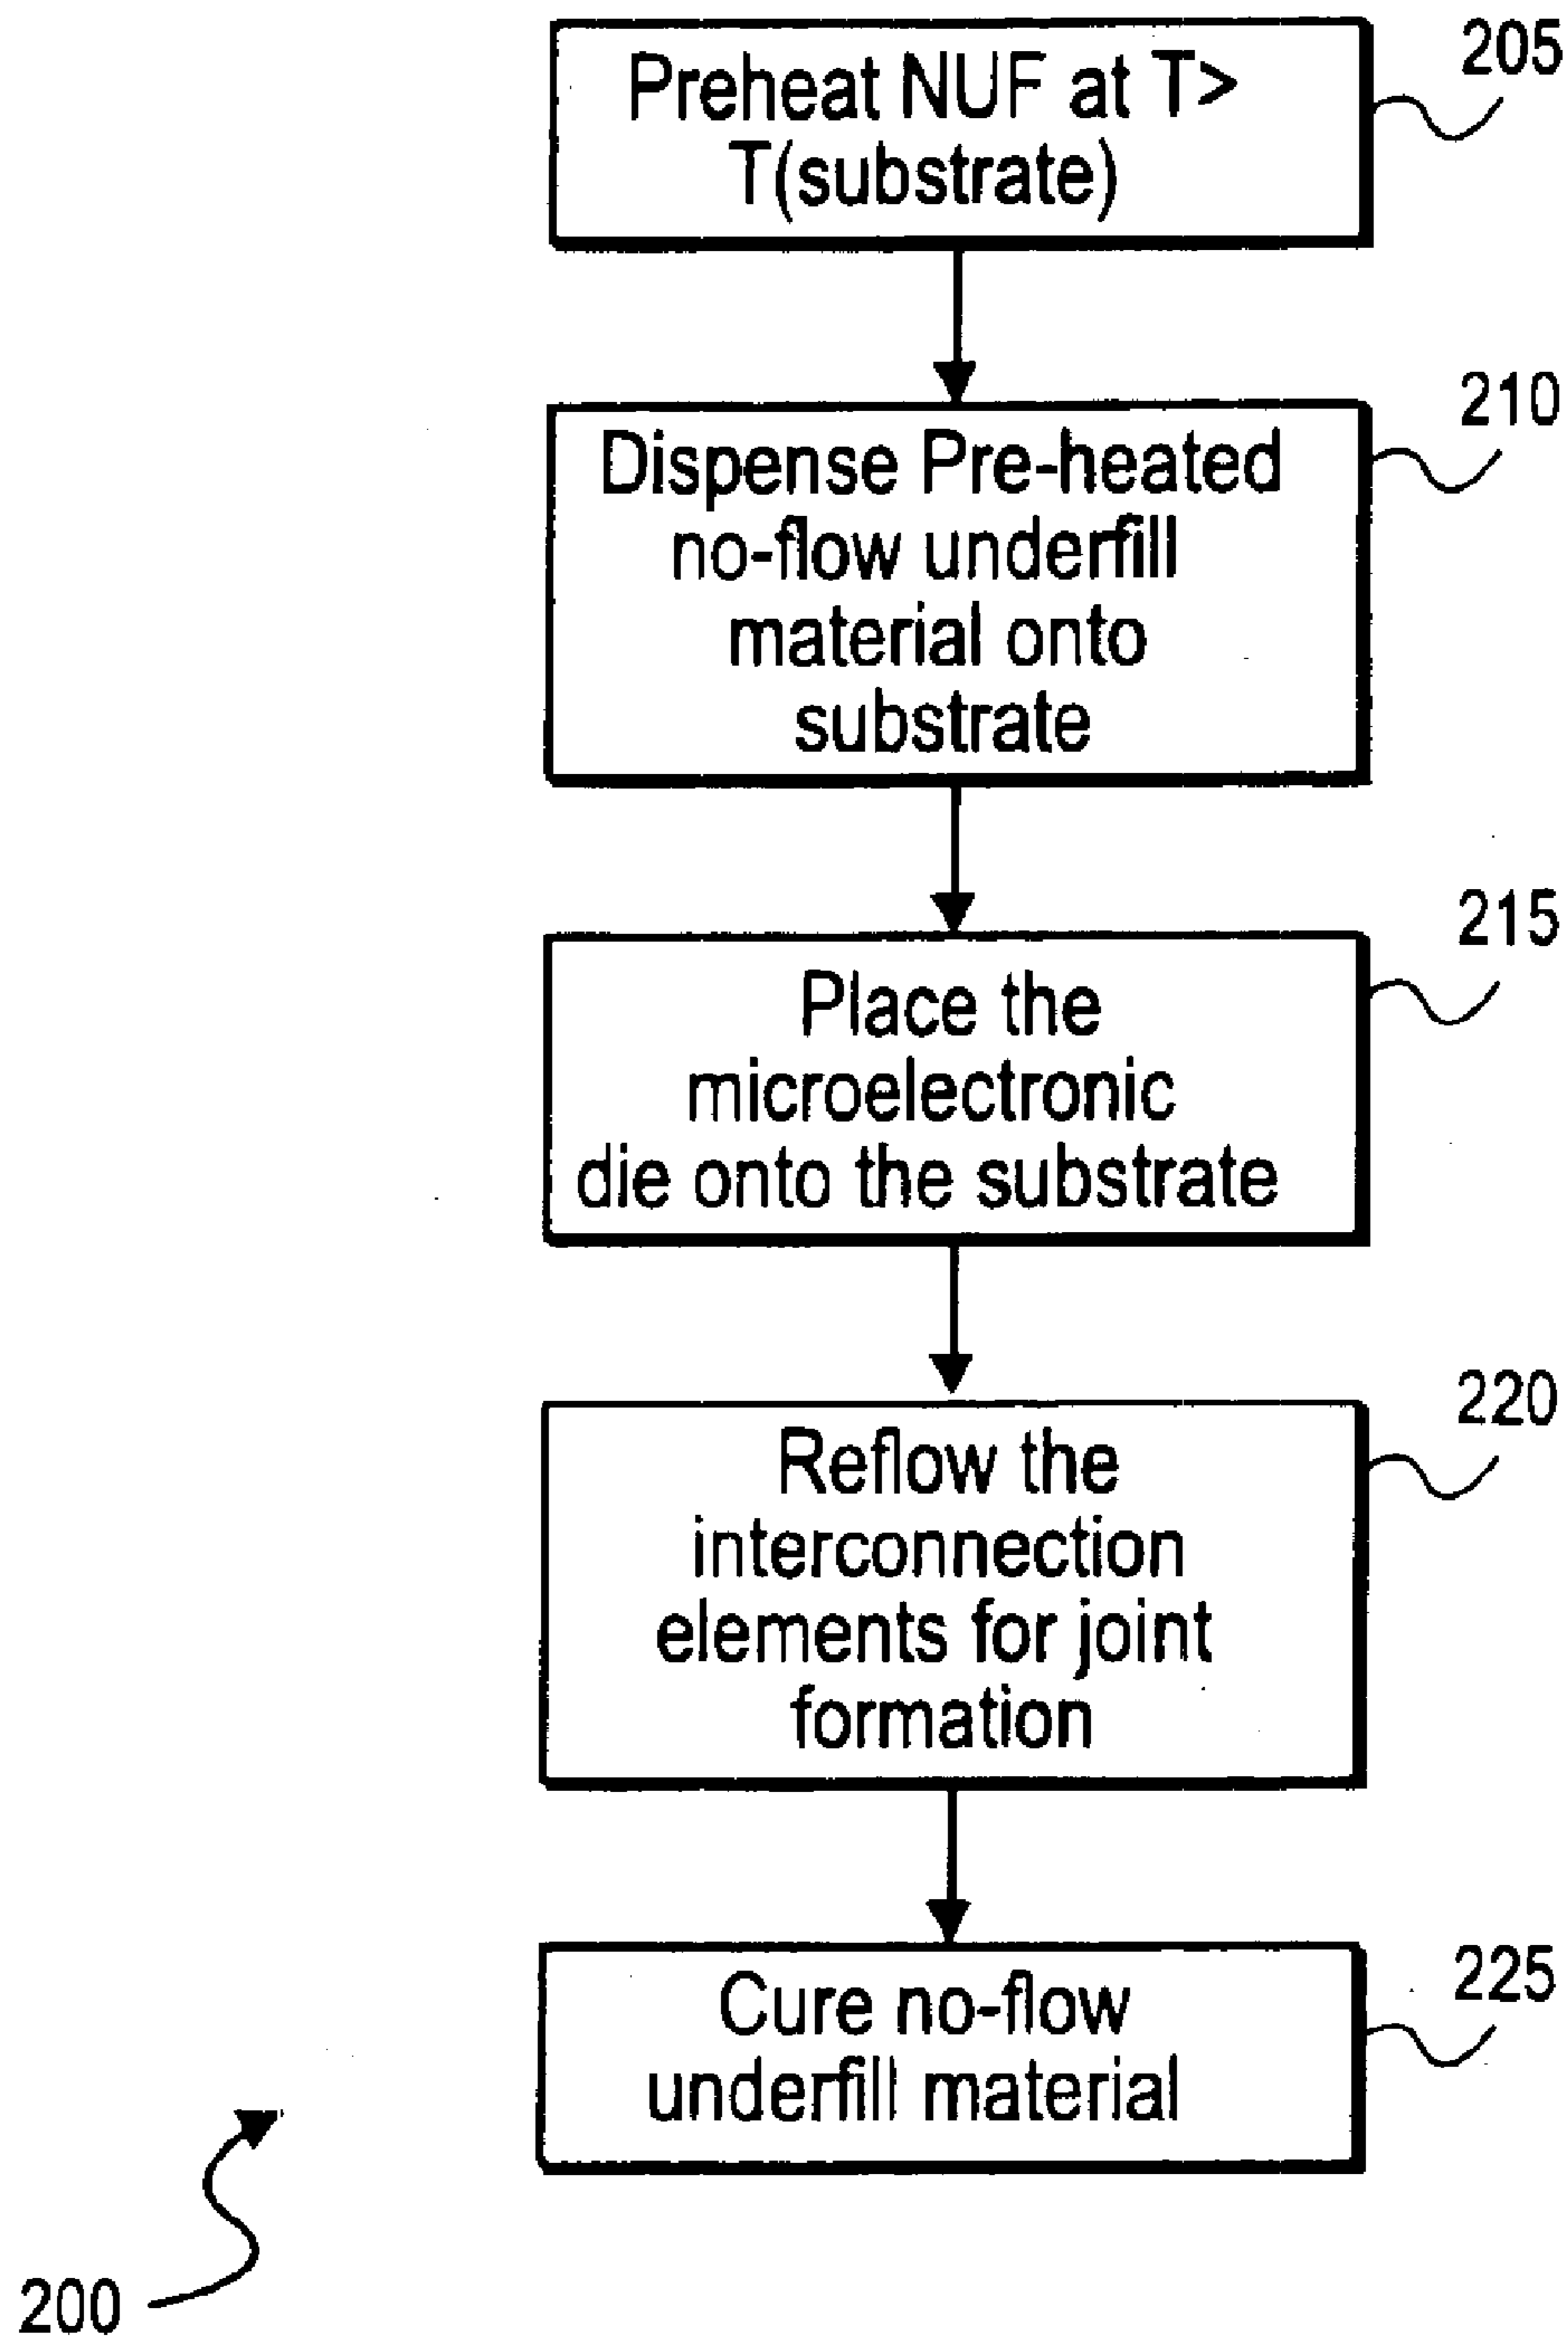 Preheat NUF at T>
T(substrate)
205
Dispense Pre-heated
no-flow underfill
material onto
substrate
210
Place the
microelectronic
die onto the substrate
215
Reflow the
interconnection
elements for joint
formation
220
Cure no-flow
underfill material
225
200